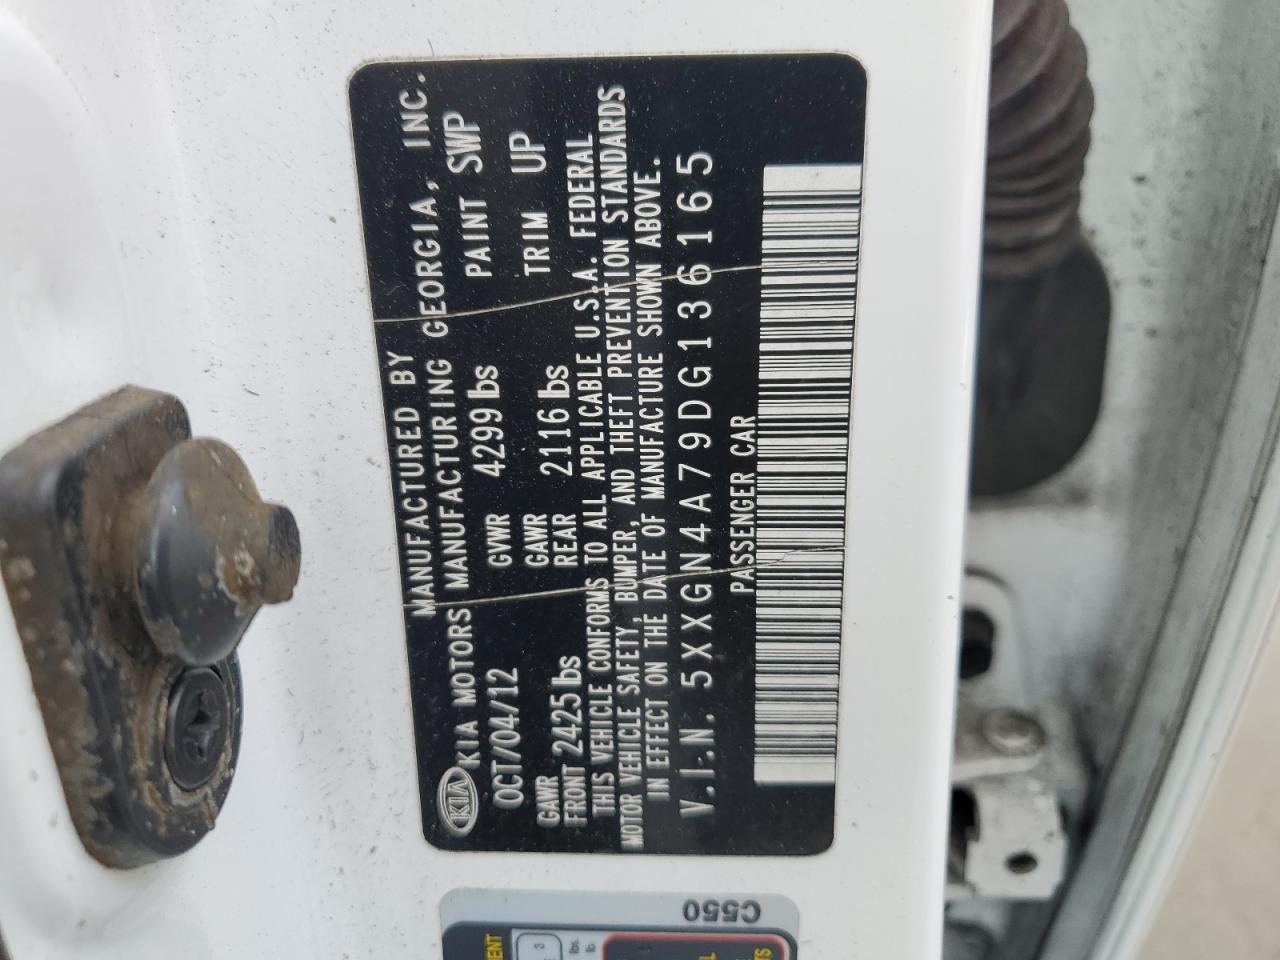 MANUFACTURED BY
KIA KIA MOTORS MANUFACTURING GEORGIA, INC.
OCT/04/12 GVWR 4299 lbs PAINT SWP
GAWR FRONT 2425 lbs GAWR REAR 2116 lbs TRIM UP
THIS VEHICLE CONFORMS TO ALL APPLICABLE U.S.A. FEDERAL
MOTOR VEHICLE SAFETY, BUMPER, AND THEFT PREVENTION STANDARDS
IN EFFECT ON THE DATE OF MANUFACTURE SHOWN ABOVE.
V.I.N. 5XXGN4A79DG136165
PASSENGER CAR
C550